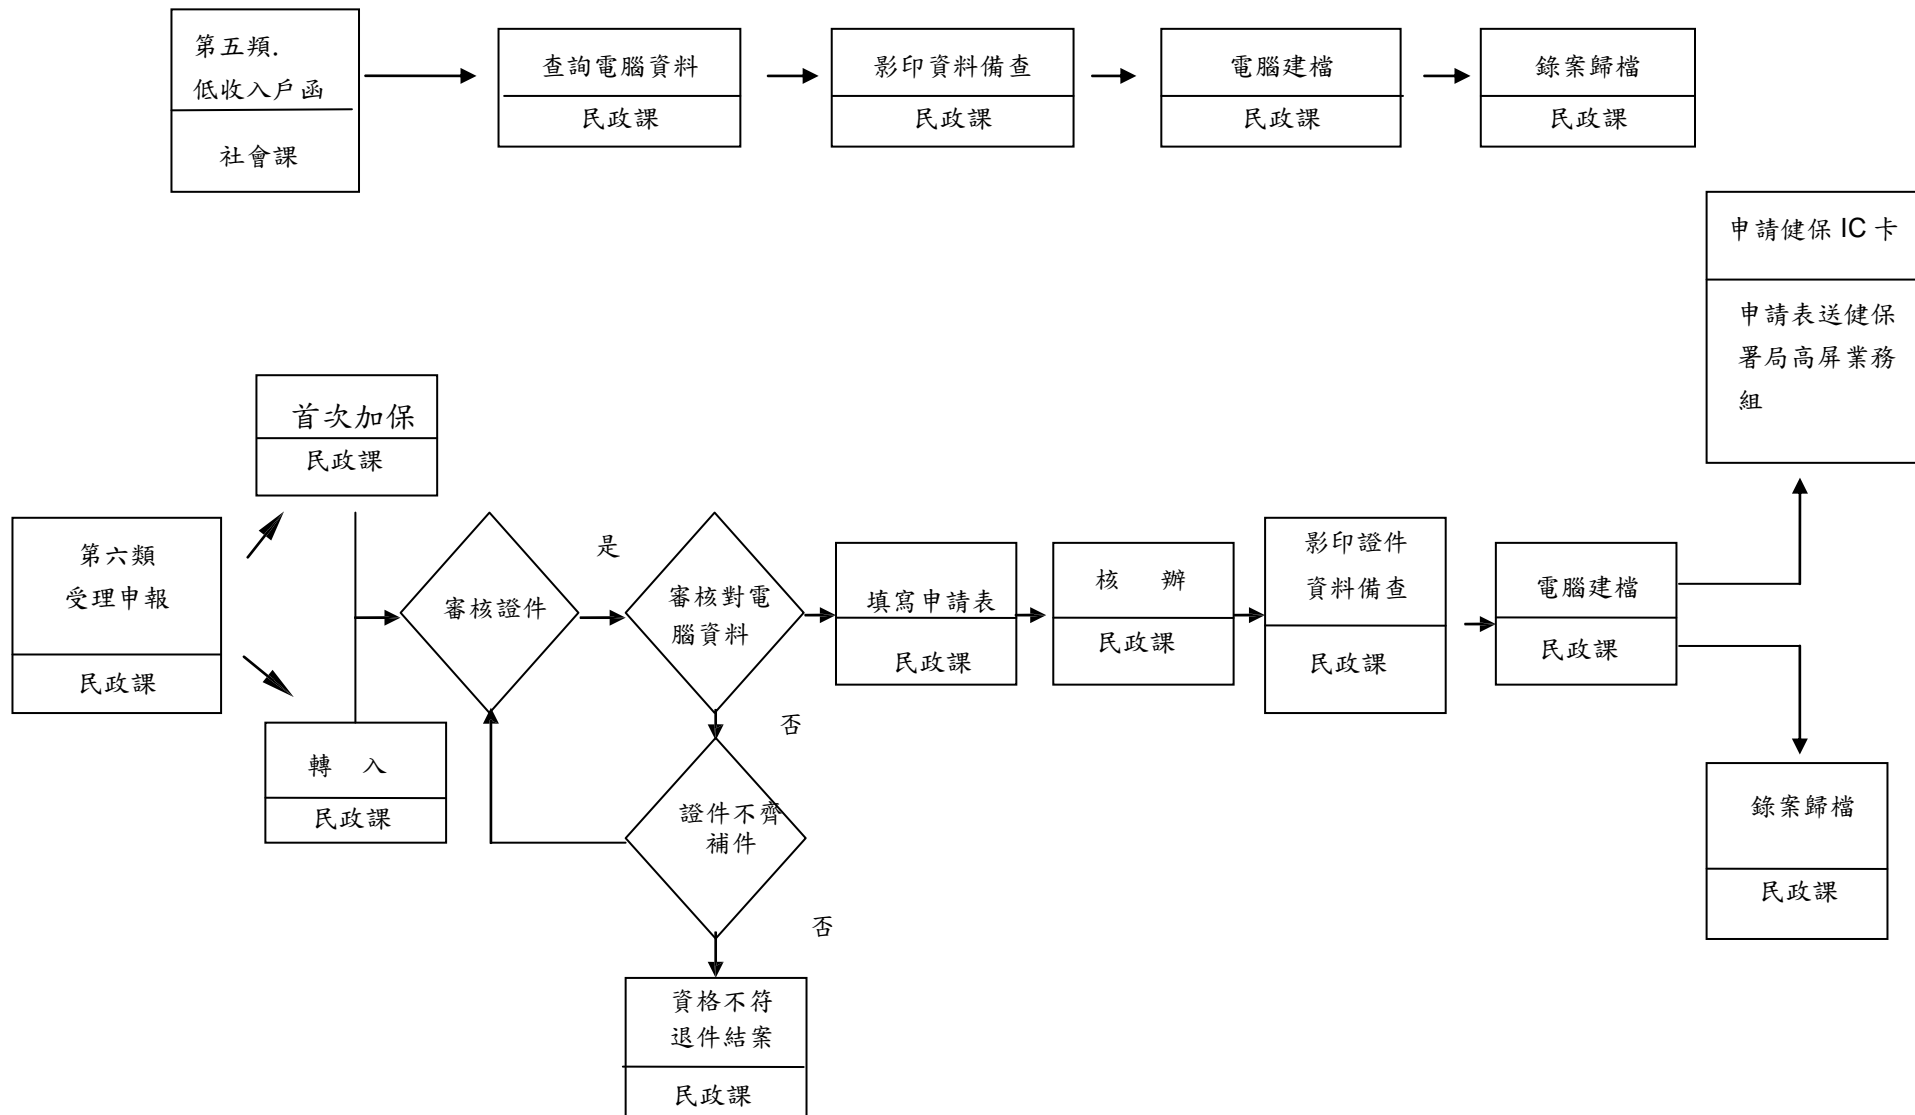 第五類.
低收入戶函
社會課
查詢電腦資料
民政課
影印資料備查
民政課
電腦建檔
民政課
錄案歸檔
民政課
申請健保 IC 卡
申請表送健保
署局高屏業務
組
首次加保
民政課
第六類
受理申報
民政課
轉 入
民政課
審核證件
是
審核對電
腦資料
否
證件不齊
補件
否
資格不符
退件結案
民政課
填寫申請表
民政課
核 辦
民政課
影印證件
資料備查
民政課
電腦建檔
民政課
錄案歸檔
民政課